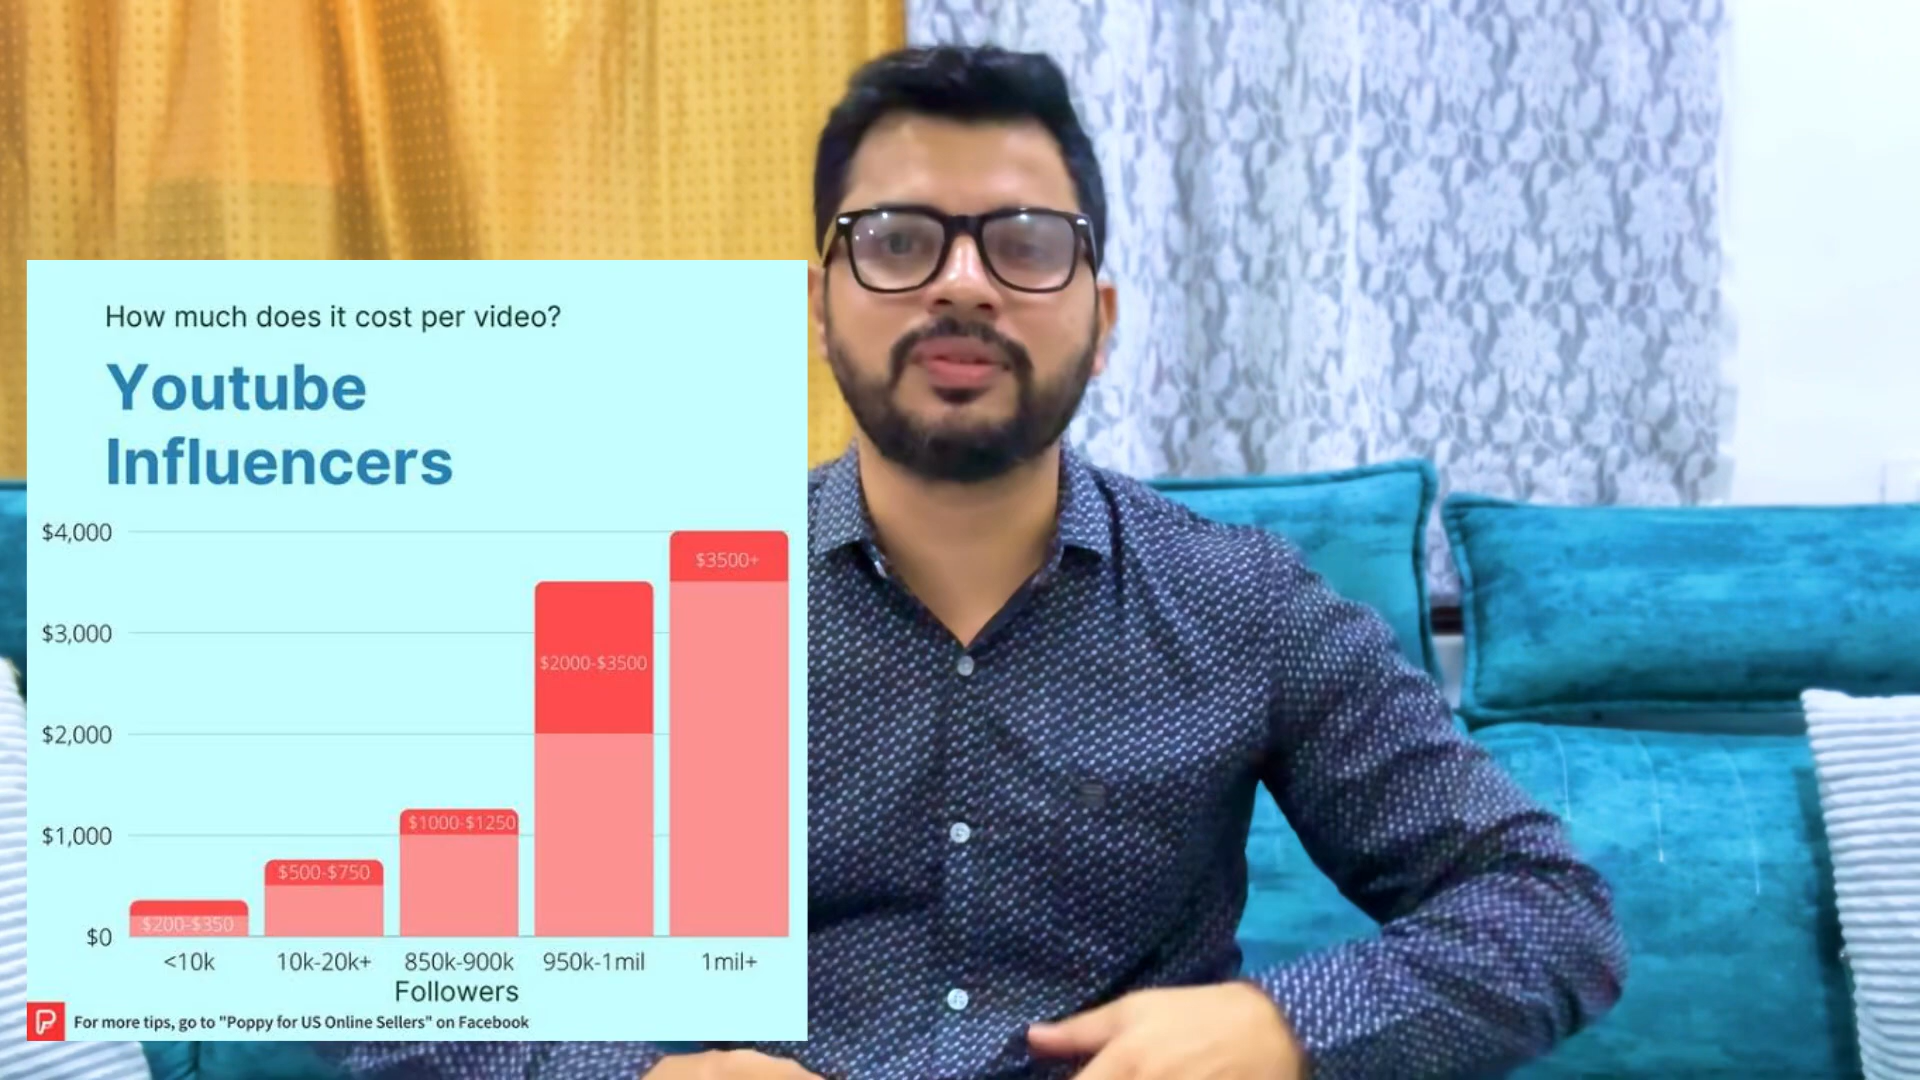 How much does it cost per video?
Youtube
Influencers
$4,000
$3,000
$2,000
$1,000
$0
$200-$350
$500-$750
$1000-$1250
$2000-$3500
$3500+
<10k
10k-20k+
850k-900k
950k-1mil
1mil+
Followers
For more tips, go to "Poppy for US Online Sellers" on Facebook